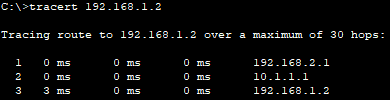 C:\>tracert 192.168.1.2
Tracing route to 192.168.1.2 over a maximum of 30 hops:
1 0 ms 0 ms 0 ms 192.168.2.1
2 0 ms 0 ms 0 ms 10.1.1.1
3 3 ms 0 ms 0 ms 192.168.1.2